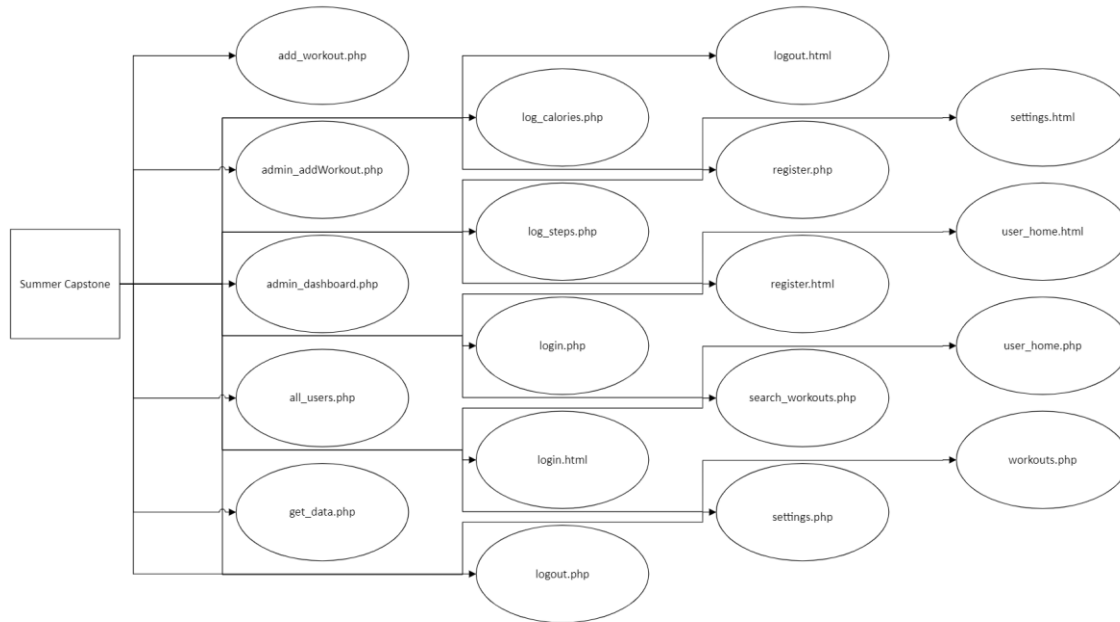 Summer Capstone
add_workout.php
admin_addWorkout.php
admin_dashboard.php
all_users.php
get_data.php
log_calories.php
log_steps.php
login.php
login.html
logout.php
logout.html
register.php
register.html
search_workouts.php
settings.php
settings.html
user_home.html
user_home.php
workouts.php